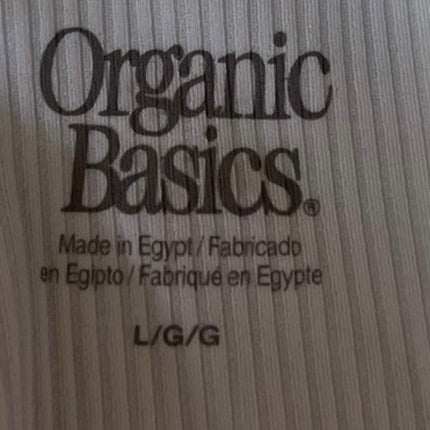 Organic
Basics®
Made in Egypt / Fabricado
en Egipto / Fabriqué en Egypte
L/G/G